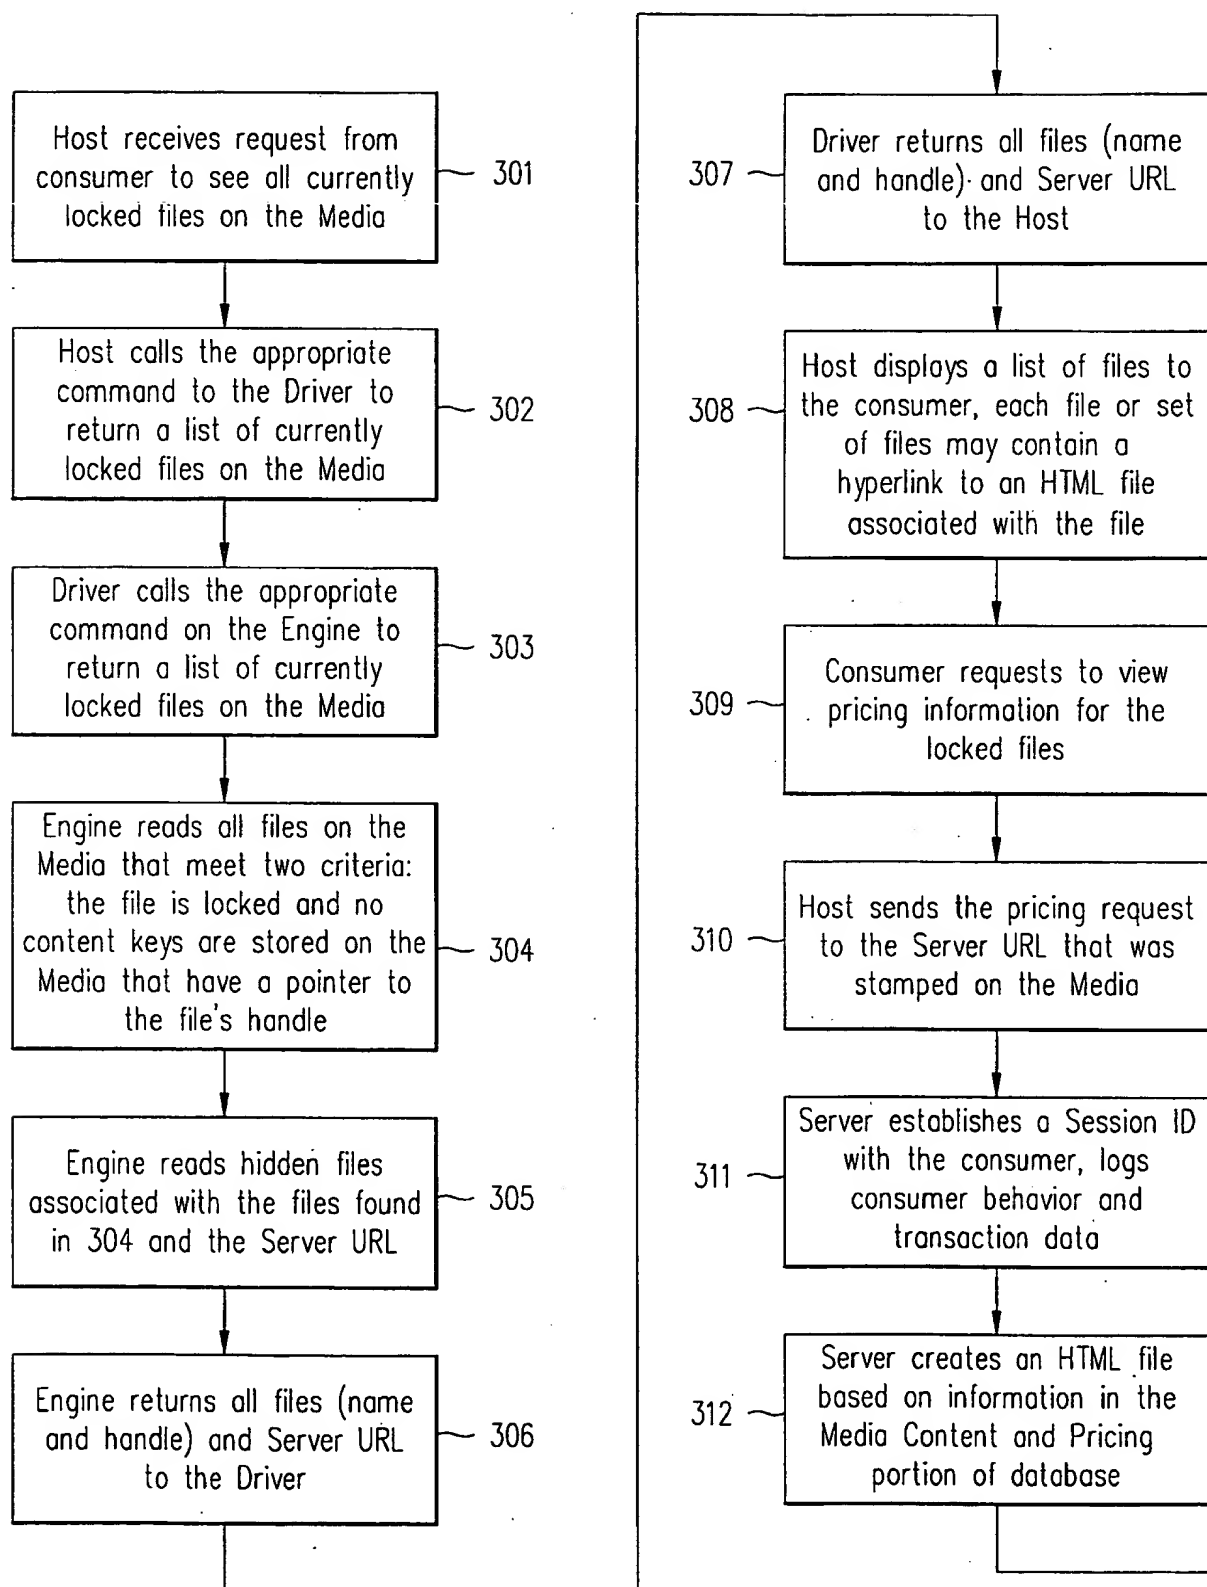 Host receives request from
consumer to see all currently
locked files on the Media
301
Host calls the appropriate
command to the Driver to
return a list of currently
locked files on the Media
302
Driver calls the appropriate
command on the Engine to
return a list of currently
locked files on the Media
303
Engine reads all files on the
Media that meet two criteria:
the file is locked and no
content keys are stored on the
Media that have a pointer to
the file's handle
304
Engine reads hidden files
associated with the files found
in 304 and the Server URL
305
Engine returns all files (name
and handle) and Server URL
to the Driver
306
307
Driver returns all files (name
and handle) and Server URL
to the Host
308
Host displays a list of files to
the consumer, each file or set
of files may contain a
hyperlink to an HTML file
associated with the file
309
Consumer requests to view
pricing information for the
locked files
310
Host sends the pricing request
to the Server URL that was
stamped on the Media
311
Server establishes a Session ID
with the consumer, logs
consumer behavior and
transaction data
312
Server creates an HTML file
based on information in the
Media Content and Pricing
portion of database